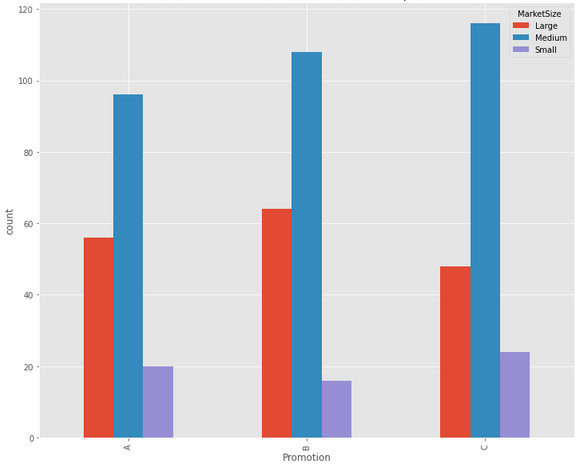 MarketSize
Large
Medium
Small
120
100
80
60
40
20
0
count
A
B
C
Promotion